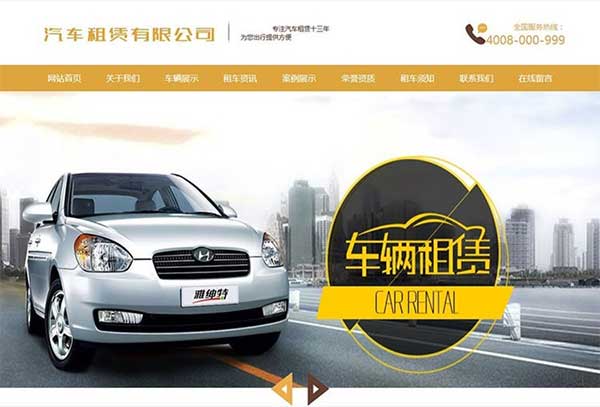 汽车租赁有限公司
专注汽车租赁十三年
为您出行提供方便
全国服务热线：
4008-000-999
网站首页 关于我们 车辆展示 租车资讯 案例展示 荣誉资质 租车须知 联系我们 在线留言
车辆租赁
CAR RENTAL
雅绅特